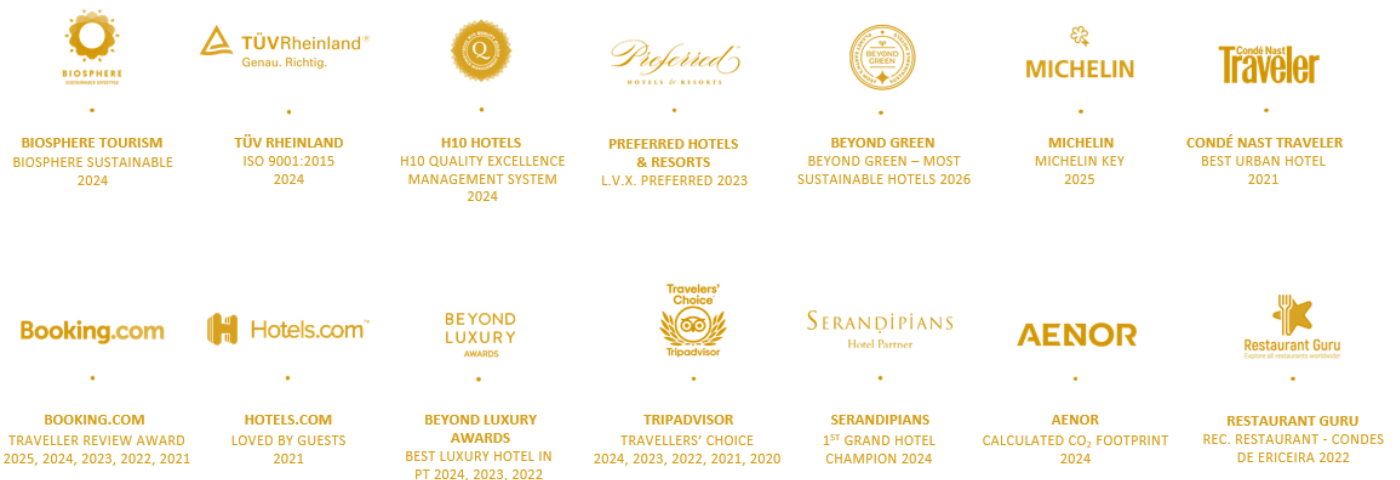 BIOSPHERE
SUSTAINABLE LIFESTYLE
TÜVRheinland®
Genau. Richtig.
Q
Preferred
HOTELS & RESORTS
BEYOND
GREEN
MICHELIN
Condé Nast
Traveler
BIOSPHERE TOURISM
BIOSPHERE SUSTAINABLE
2024
TÜV RHEINLAND
ISO 9001:2015
2024
H10 HOTELS
H10 QUALITY EXCELLENCE
MANAGEMENT SYSTEM
2024
PREFERRED HOTELS
& RESORTS
L.V.X. PREFERRED 2023
BEYOND GREEN
BEYOND GREEN – MOST
SUSTAINABLE HOTELS 2026
MICHELIN
MICHELIN KEY
2025
CONDÉ NAST TRAVELER
BEST URBAN HOTEL
2021
Booking.com
H Hotels.com™
BEYOND
LUXURY
AWARDS
Travelers'
Choice
Tripadvisor
SERANDIPIANS
Hotel Partner
AENOR
Restaurant Guru
Explore all restaurants worldwide
BOOKING.COM
TRAVELLER REVIEW AWARD
2025, 2024, 2023, 2022, 2021
HOTELS.COM
LOVED BY GUESTS
2021
BEYOND LUXURY
AWARDS
BEST LUXURY HOTEL IN
PT 2024, 2023, 2022
TRIPADVISOR
TRAVELLERS' CHOICE
2024, 2023, 2022, 2021, 2020
SERANDIPIANS
1ST GRAND HOTEL
CHAMPION 2024
AENOR
CALCULATED CO₂ FOOTPRINT
2024
RESTAURANT GURU
REC. RESTAURANT - CONDES
DE ERICEIRA 2022